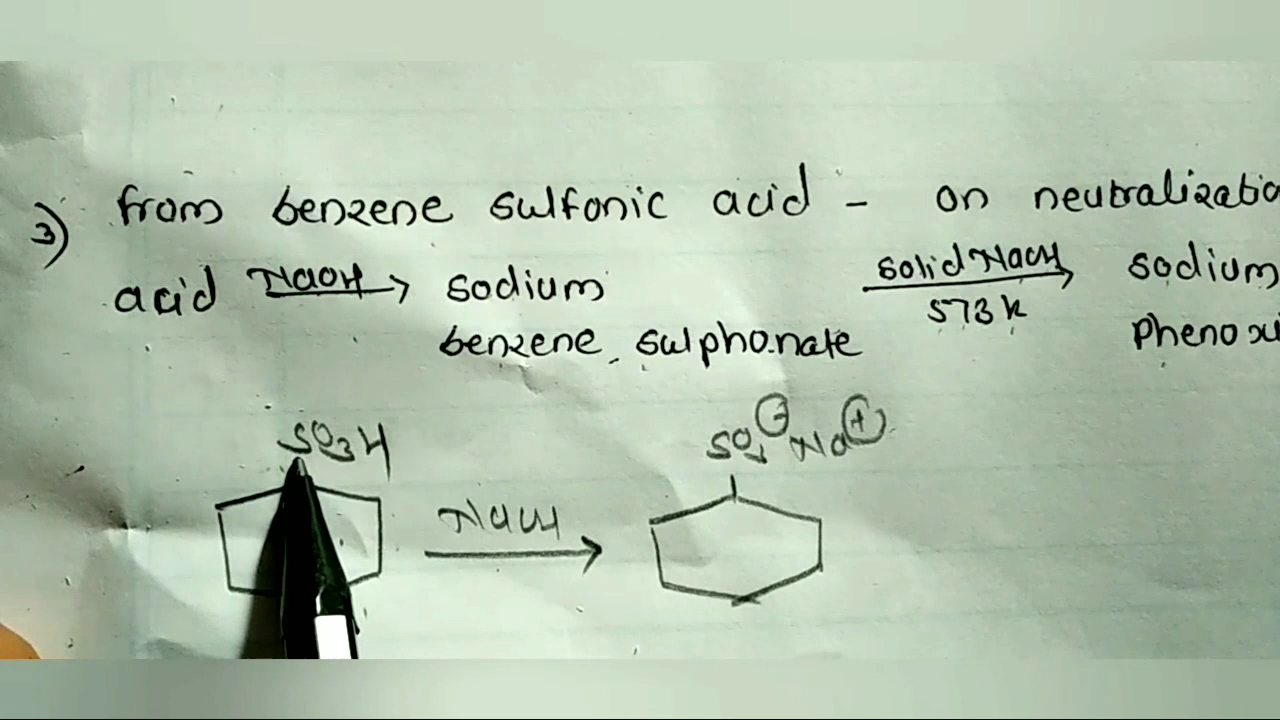 3) from benzene sulfonic acid - on neutralizatio
acid NaOH → sodium solid NaOH → sodium
573 K
benzene sulphonate phenoxi
SO3H SO3 ⊖ Na ⊕
NaOH